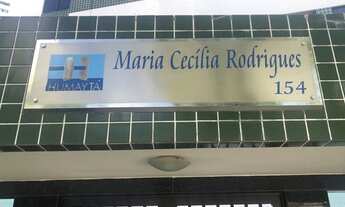 HUMAYTÁ
Maria Cecília Rodrigues
154